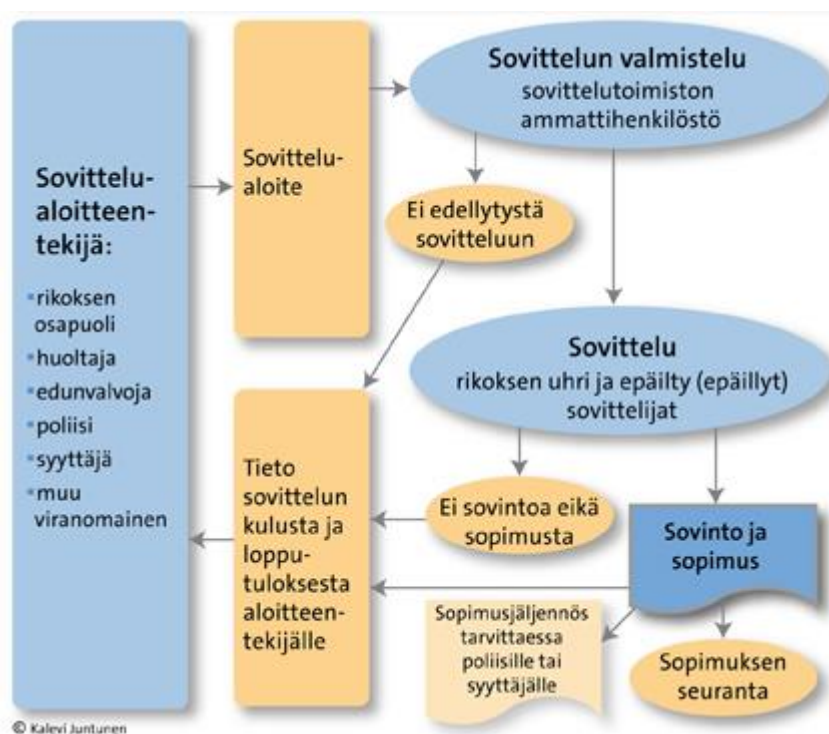 Sovittelu-
aloitteen-
tekijä:
▪rikoksen
osapuoli
▪huoltaja
▪edunvalvoja
▪poliisi
▪syyttäjä
▪muu
viranomainen
Sovittelu-
aloite
Sovittelun valmistelu
sovittelutoimiston
ammattihenkilöstö
Ei edellytystä
sovitteluun
Sovittelu
rikoksen uhri ja epäilty (epäillyt)
sovittelijat
Ei sovintoa eikä
sopimusta
Sovinto ja
sopimus
Tieto
sovittelun
kulusta ja
loppu-
tuloksesta
aloitteen-
tekijälle
Sopimusjäljennös
tarvittaessa
poliisille tai
syyttäjälle
Sopimuksen
seuranta
© Kalevi Juntunen